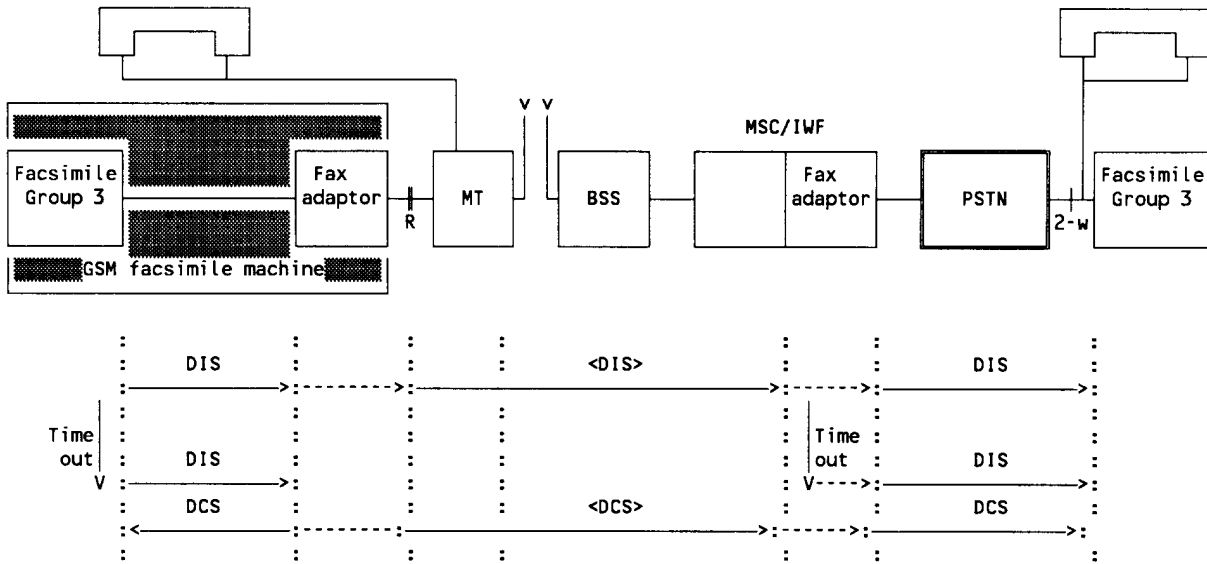 MSC/IWF
Facsimile Group 3
Fax adaptor
MT
BSS
Fax adaptor
PSTN
Facsimile Group 3
R
2-w
GSM facsimile machine
DIS <DIS> DIS
Time out
Time out
DIS DIS
DCS <DCS> DCS